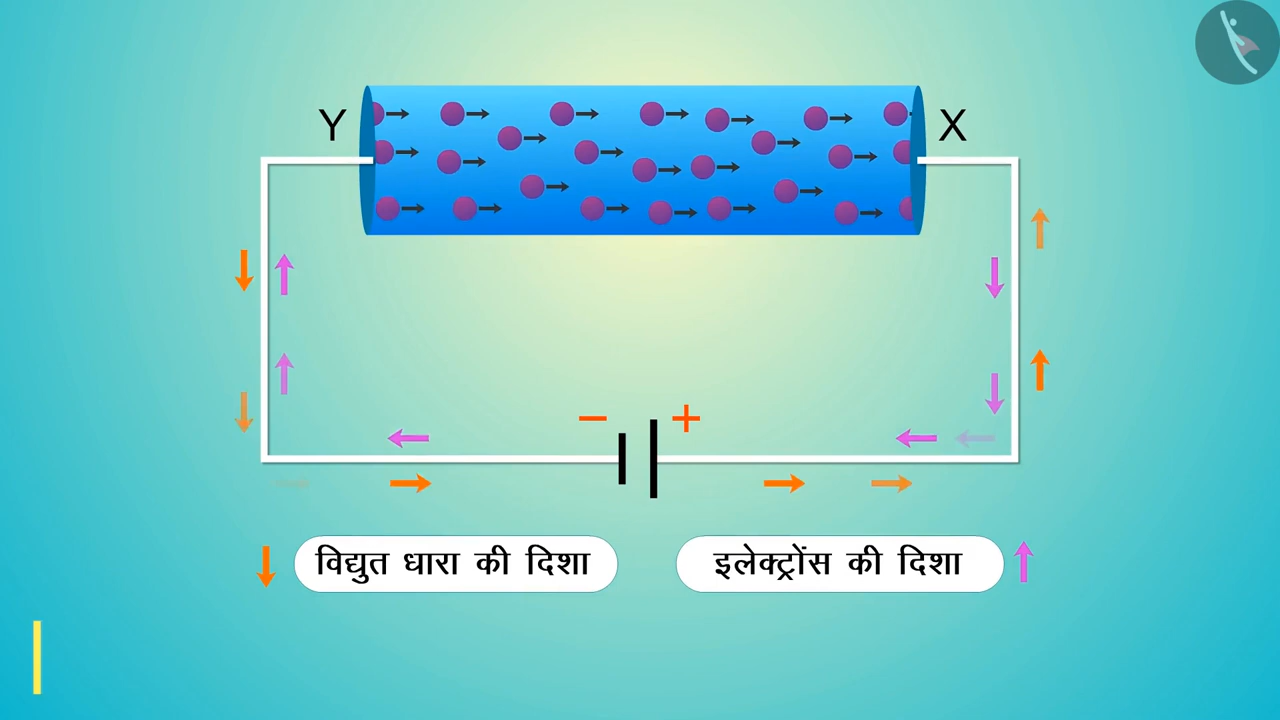 Y
X
− +
विद्युत धारा की दिशा
इलेक्ट्रोंस की दिशा